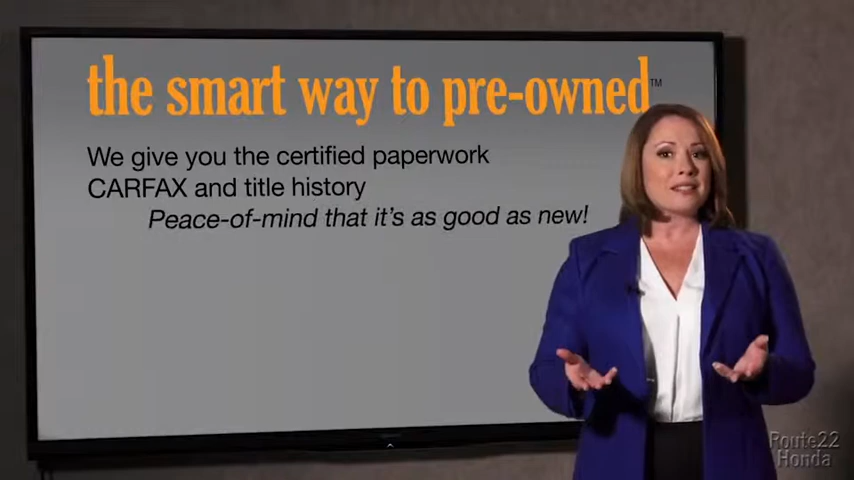 the smart way to pre-owned™
We give you the certified paperwork
CARFAX and title history
Peace-of-mind that it's as good as new!
Route22
Honda